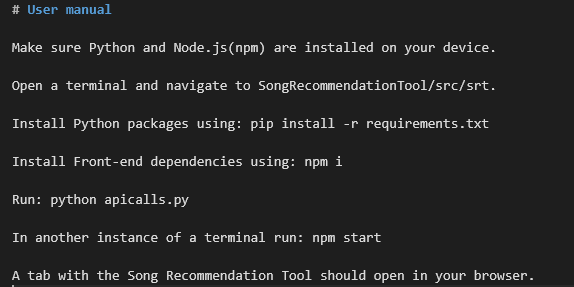 # User manual
Make sure Python and Node.js(npm) are installed on your device.
Open a terminal and navigate to SongRecommendationTool/src/srt.
Install Python packages using: pip install -r requirements.txt
Install Front-end dependencies using: npm i
Run: python apicalls.py
In another instance of a terminal run: npm start
A tab with the Song Recommendation Tool should open in your browser.